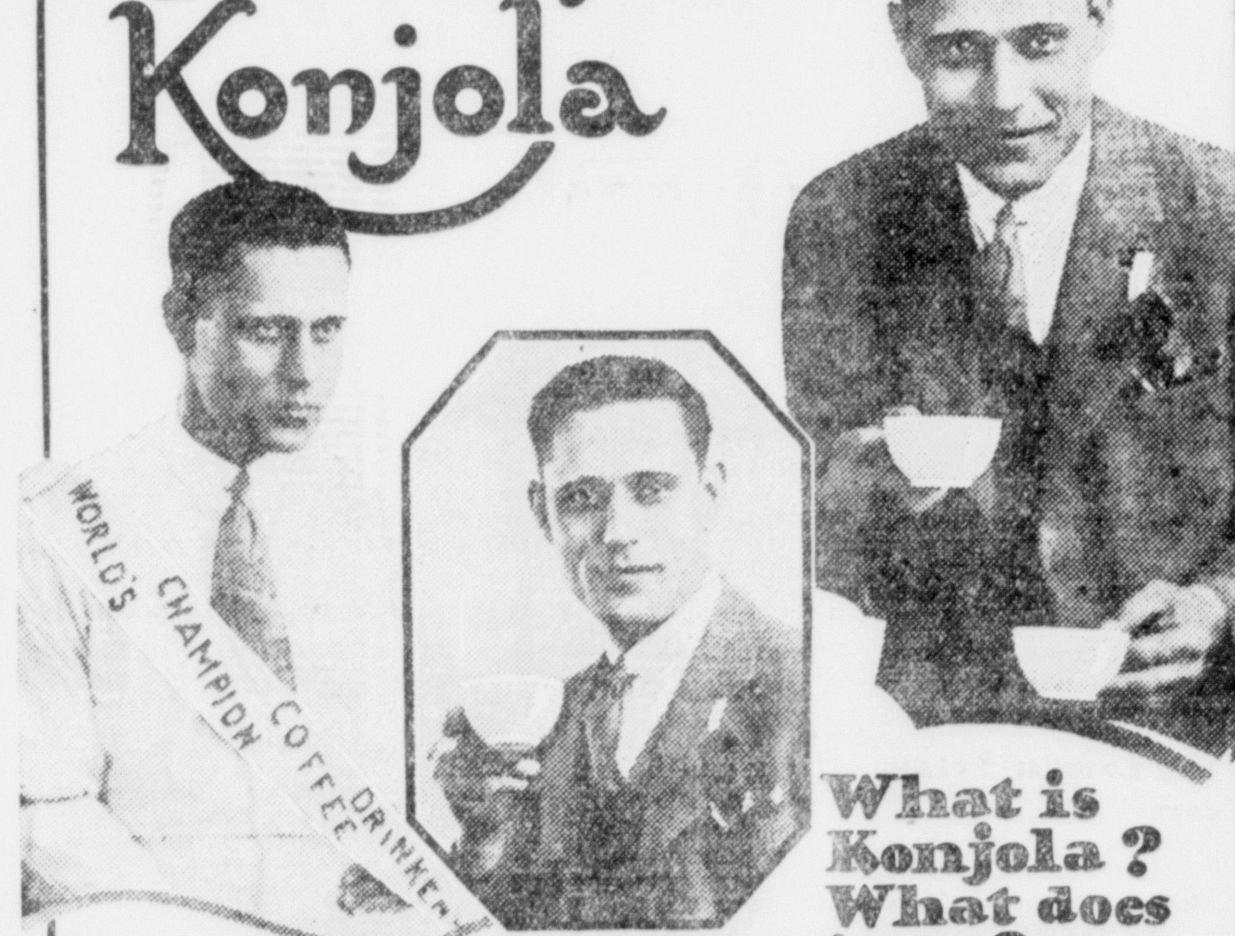 Konjola
WORLD'S
CHAMPION
COFFEE
DRINKER
What is
Konjola?
What does